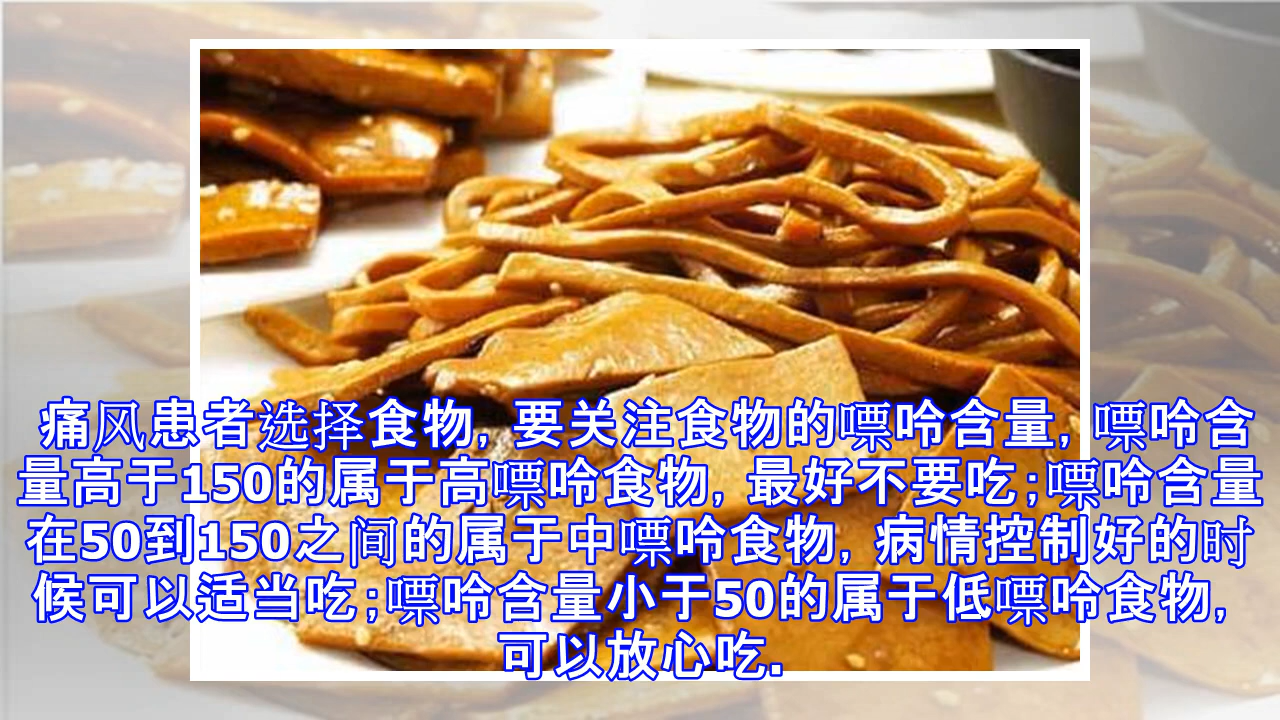 痛风患者选择食物, 要关注食物的嘌呤含量, 嘌呤含
量高于150的属于高嘌呤食物, 最好不要吃;嘌呤含量
在50到150之间的属于中嘌呤食物, 病情控制好的时
候可以适当吃;嘌呤含量小于50的属于低嘌呤食物,
可以放心吃.